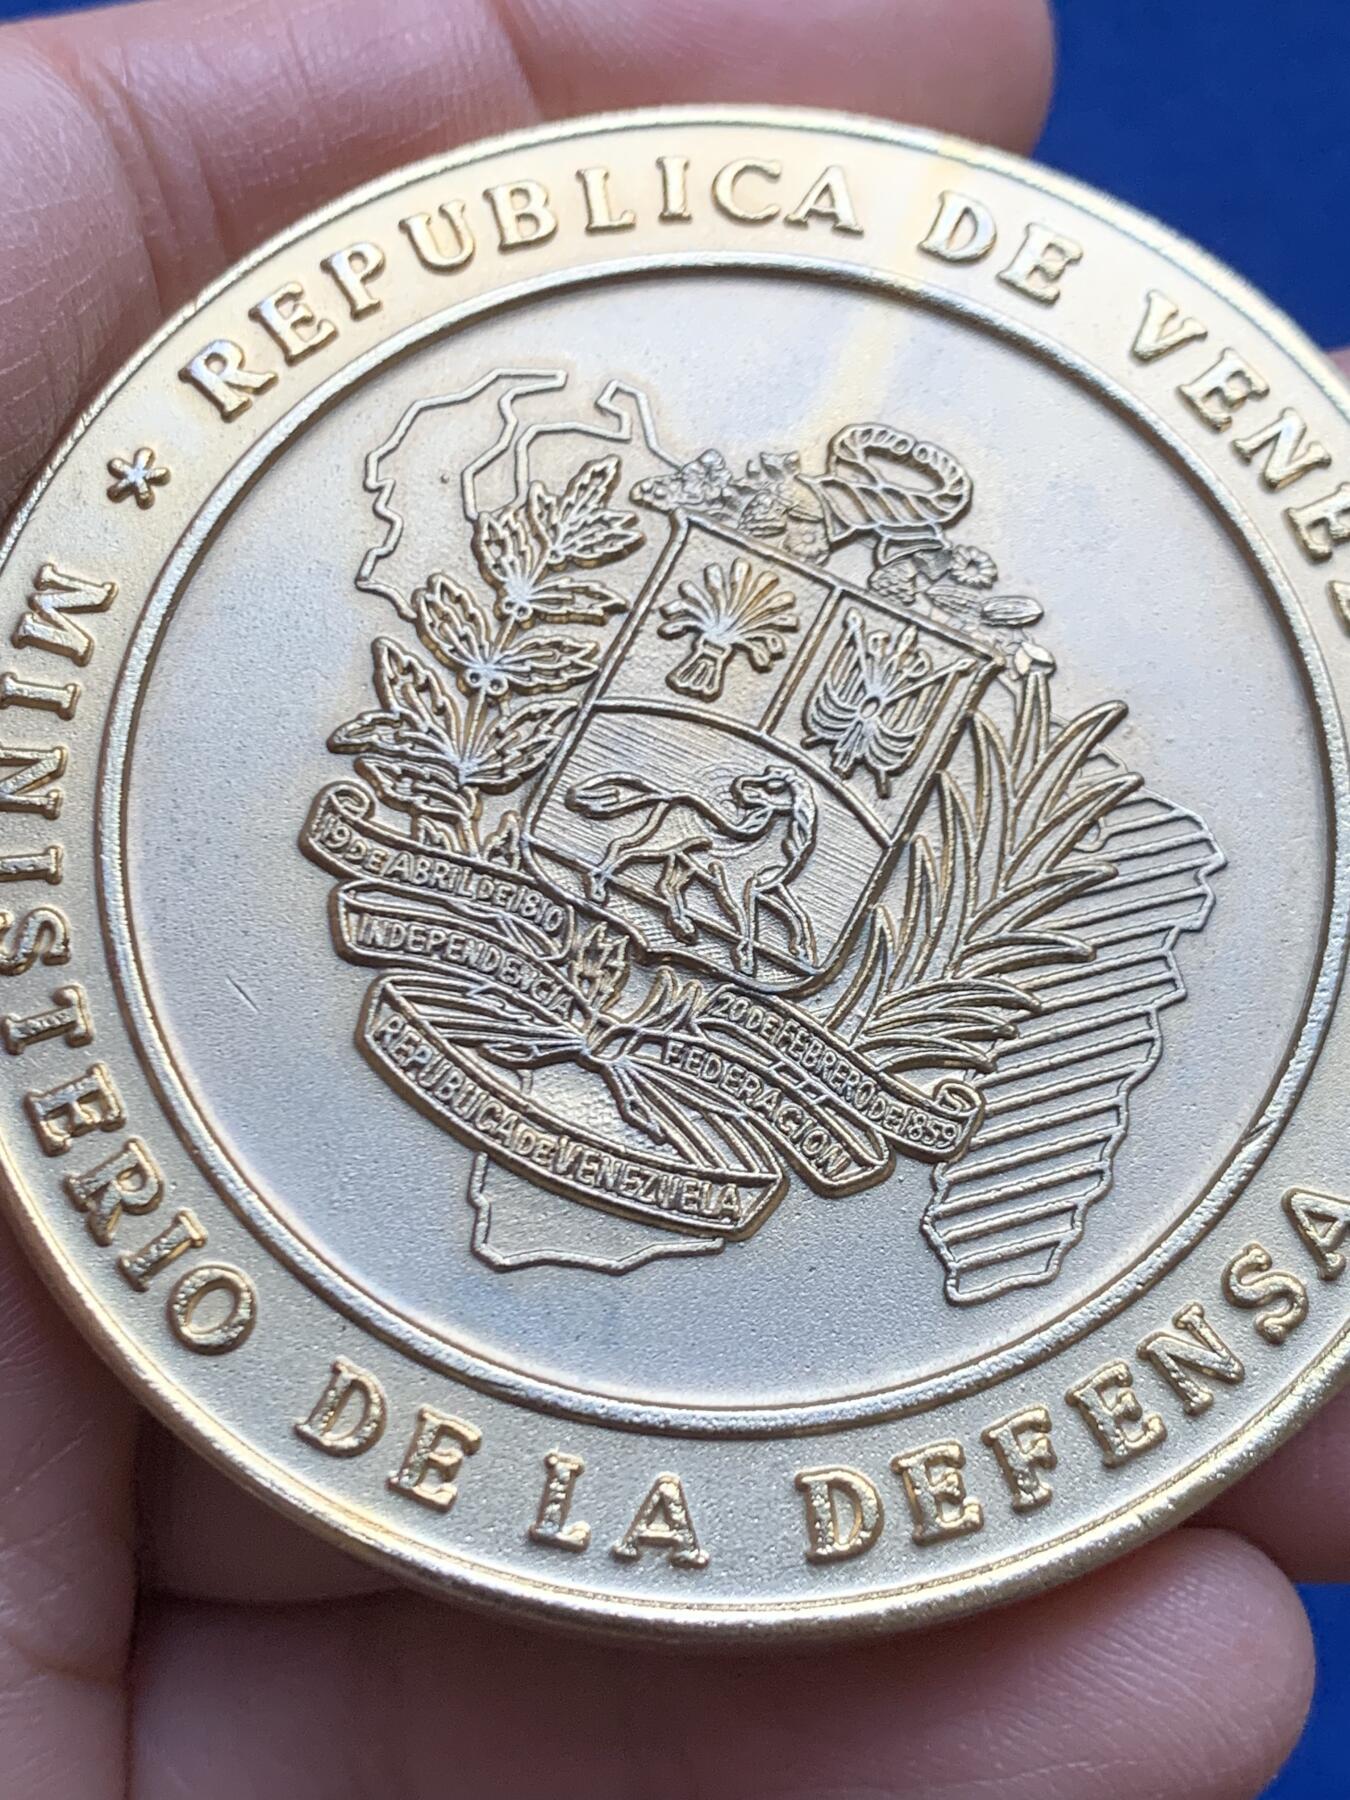 * REPUBLICA DE VENEZ
MINISTERIO DE LA DEFENSA
19 DE ABRIL DE 1810
INDEPENDENCIA
20 DE FEBRERO DE 1859
FEDERACION
REPUBLICA DE VENEZUELA